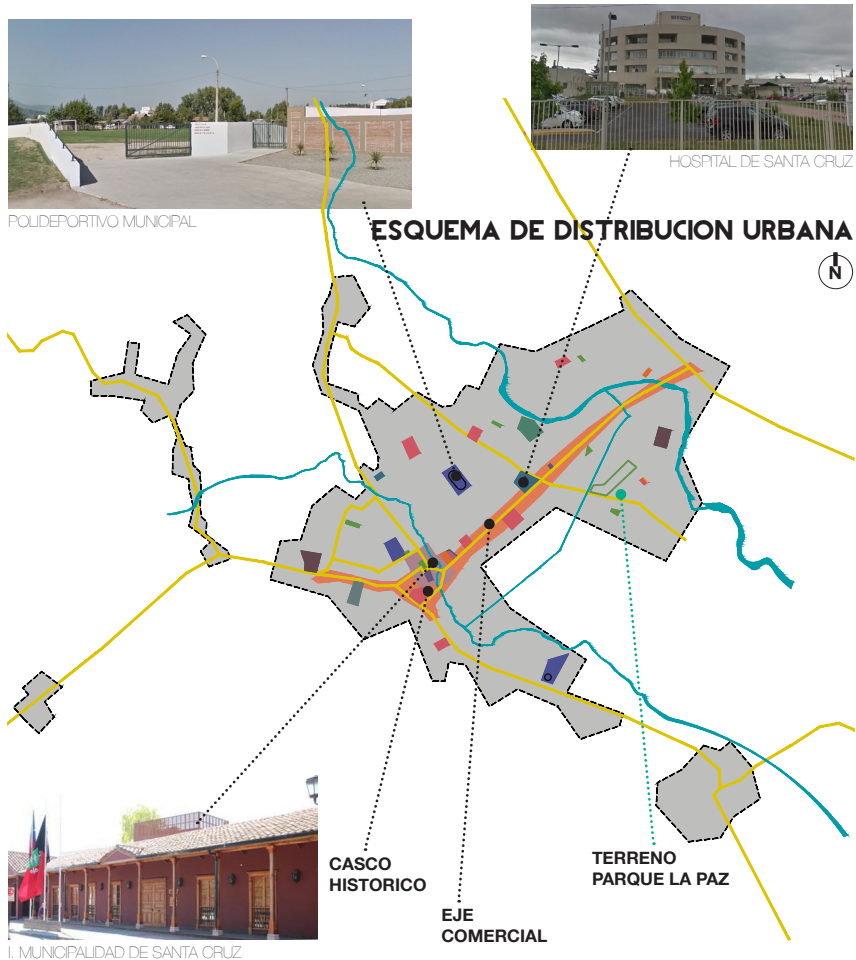 HOSPITAL DE SANTA CRUZ
POLIDEPORTIVO MUNICIPAL
ESQUEMA DE DISTRIBUCION URBANA
N
CASCO
HISTORICO
EJE
COMERCIAL
TERRENO
PARQUE LA PAZ
I. MUNICIPALIDAD DE SANTA CRUZ